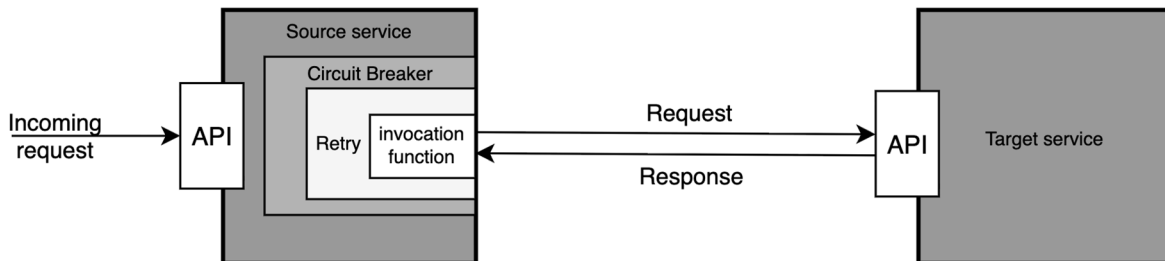 Source service
Circuit Breaker
Incoming
request
API
Retry
invocation
function
Request
Response
API
Target service